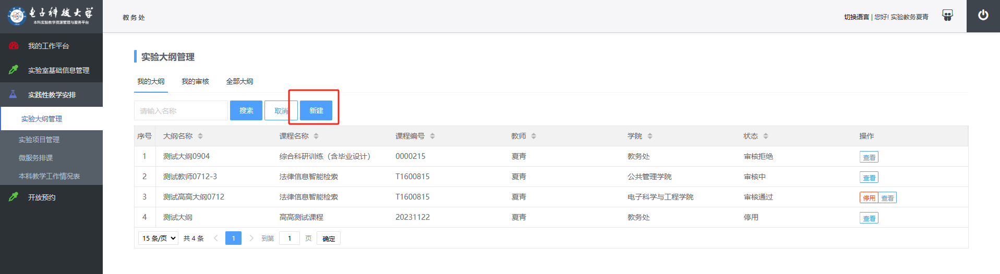 电子科技大学
本科实验教学资源管理与服务平台
教务处
切换语言 | 您好! 实验教务夏青
我的工作平台
实验室基础信息管理
实践性教学安排
实验大纲管理
实验项目管理
微服务排课
本科教学工作情况表
开放预约
实验大纲管理
我的大纲 我的审核 全部大纲
请输入名称 搜索 取消 新建
序号 大纲名称 课程名称 课程编号 教师 学院 状态 操作
1 测试大纲0904 综合科研训练（含毕业设计） 0000215 夏青 教务处 审核拒绝 查看
2 测试教师0712-3 法律信息智能检索 T1600815 夏青 公共管理学院 审核中 查看
3 测试高高大纲0712 法律信息智能检索 T1600815 夏青 电子科学与工程学院 审核通过 停用 查看
4 测试大纲 高高测试课程 20231122 夏青 教务处 停用 查看
15 条/页 共 4 条 1 到第 1 页 确定